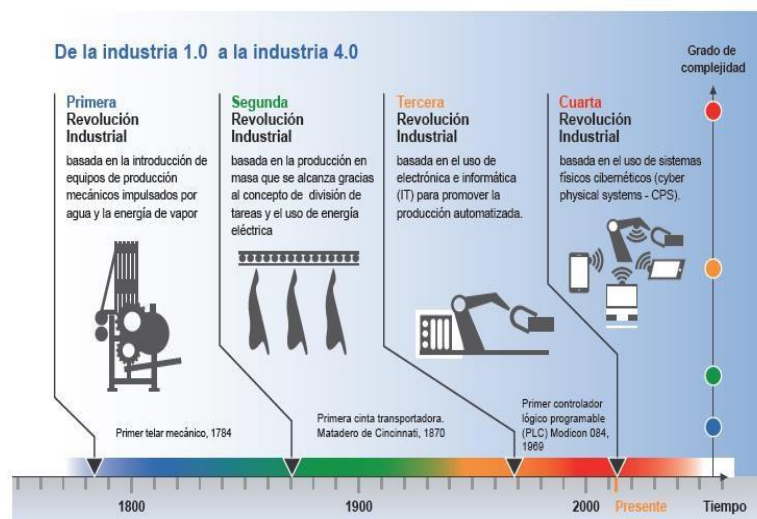 De la industria 1.0 a la industria 4.0
Grado de
complejidad
Primera
Revolución
Industrial
basada en la introducción de
equipos de producción
mecánicos impulsados por
agua y la energía de vapor
Segunda
Revolución
Industrial
basada en la producción en
masa que se alcanza gracias
al concepto de división de
tareas y el uso de energía
eléctrica
Tercera
Revolución
Industrial
basada en el uso de
electrónica e informática
(IT) para promover la
producción automatizada.
Cuarta
Revolución
Industrial
basada en el uso de sistemas
físicos cibernéticos (cyber
physical systems - CPS).
Primer telar mecánico, 1784
Primera cinta transportadora.
Matadero de Cincinnati, 1870
Primer controlador
lógico programable
(PLC) Modicon 084,
1969
1800
1900
2000
Presente
Tiempo